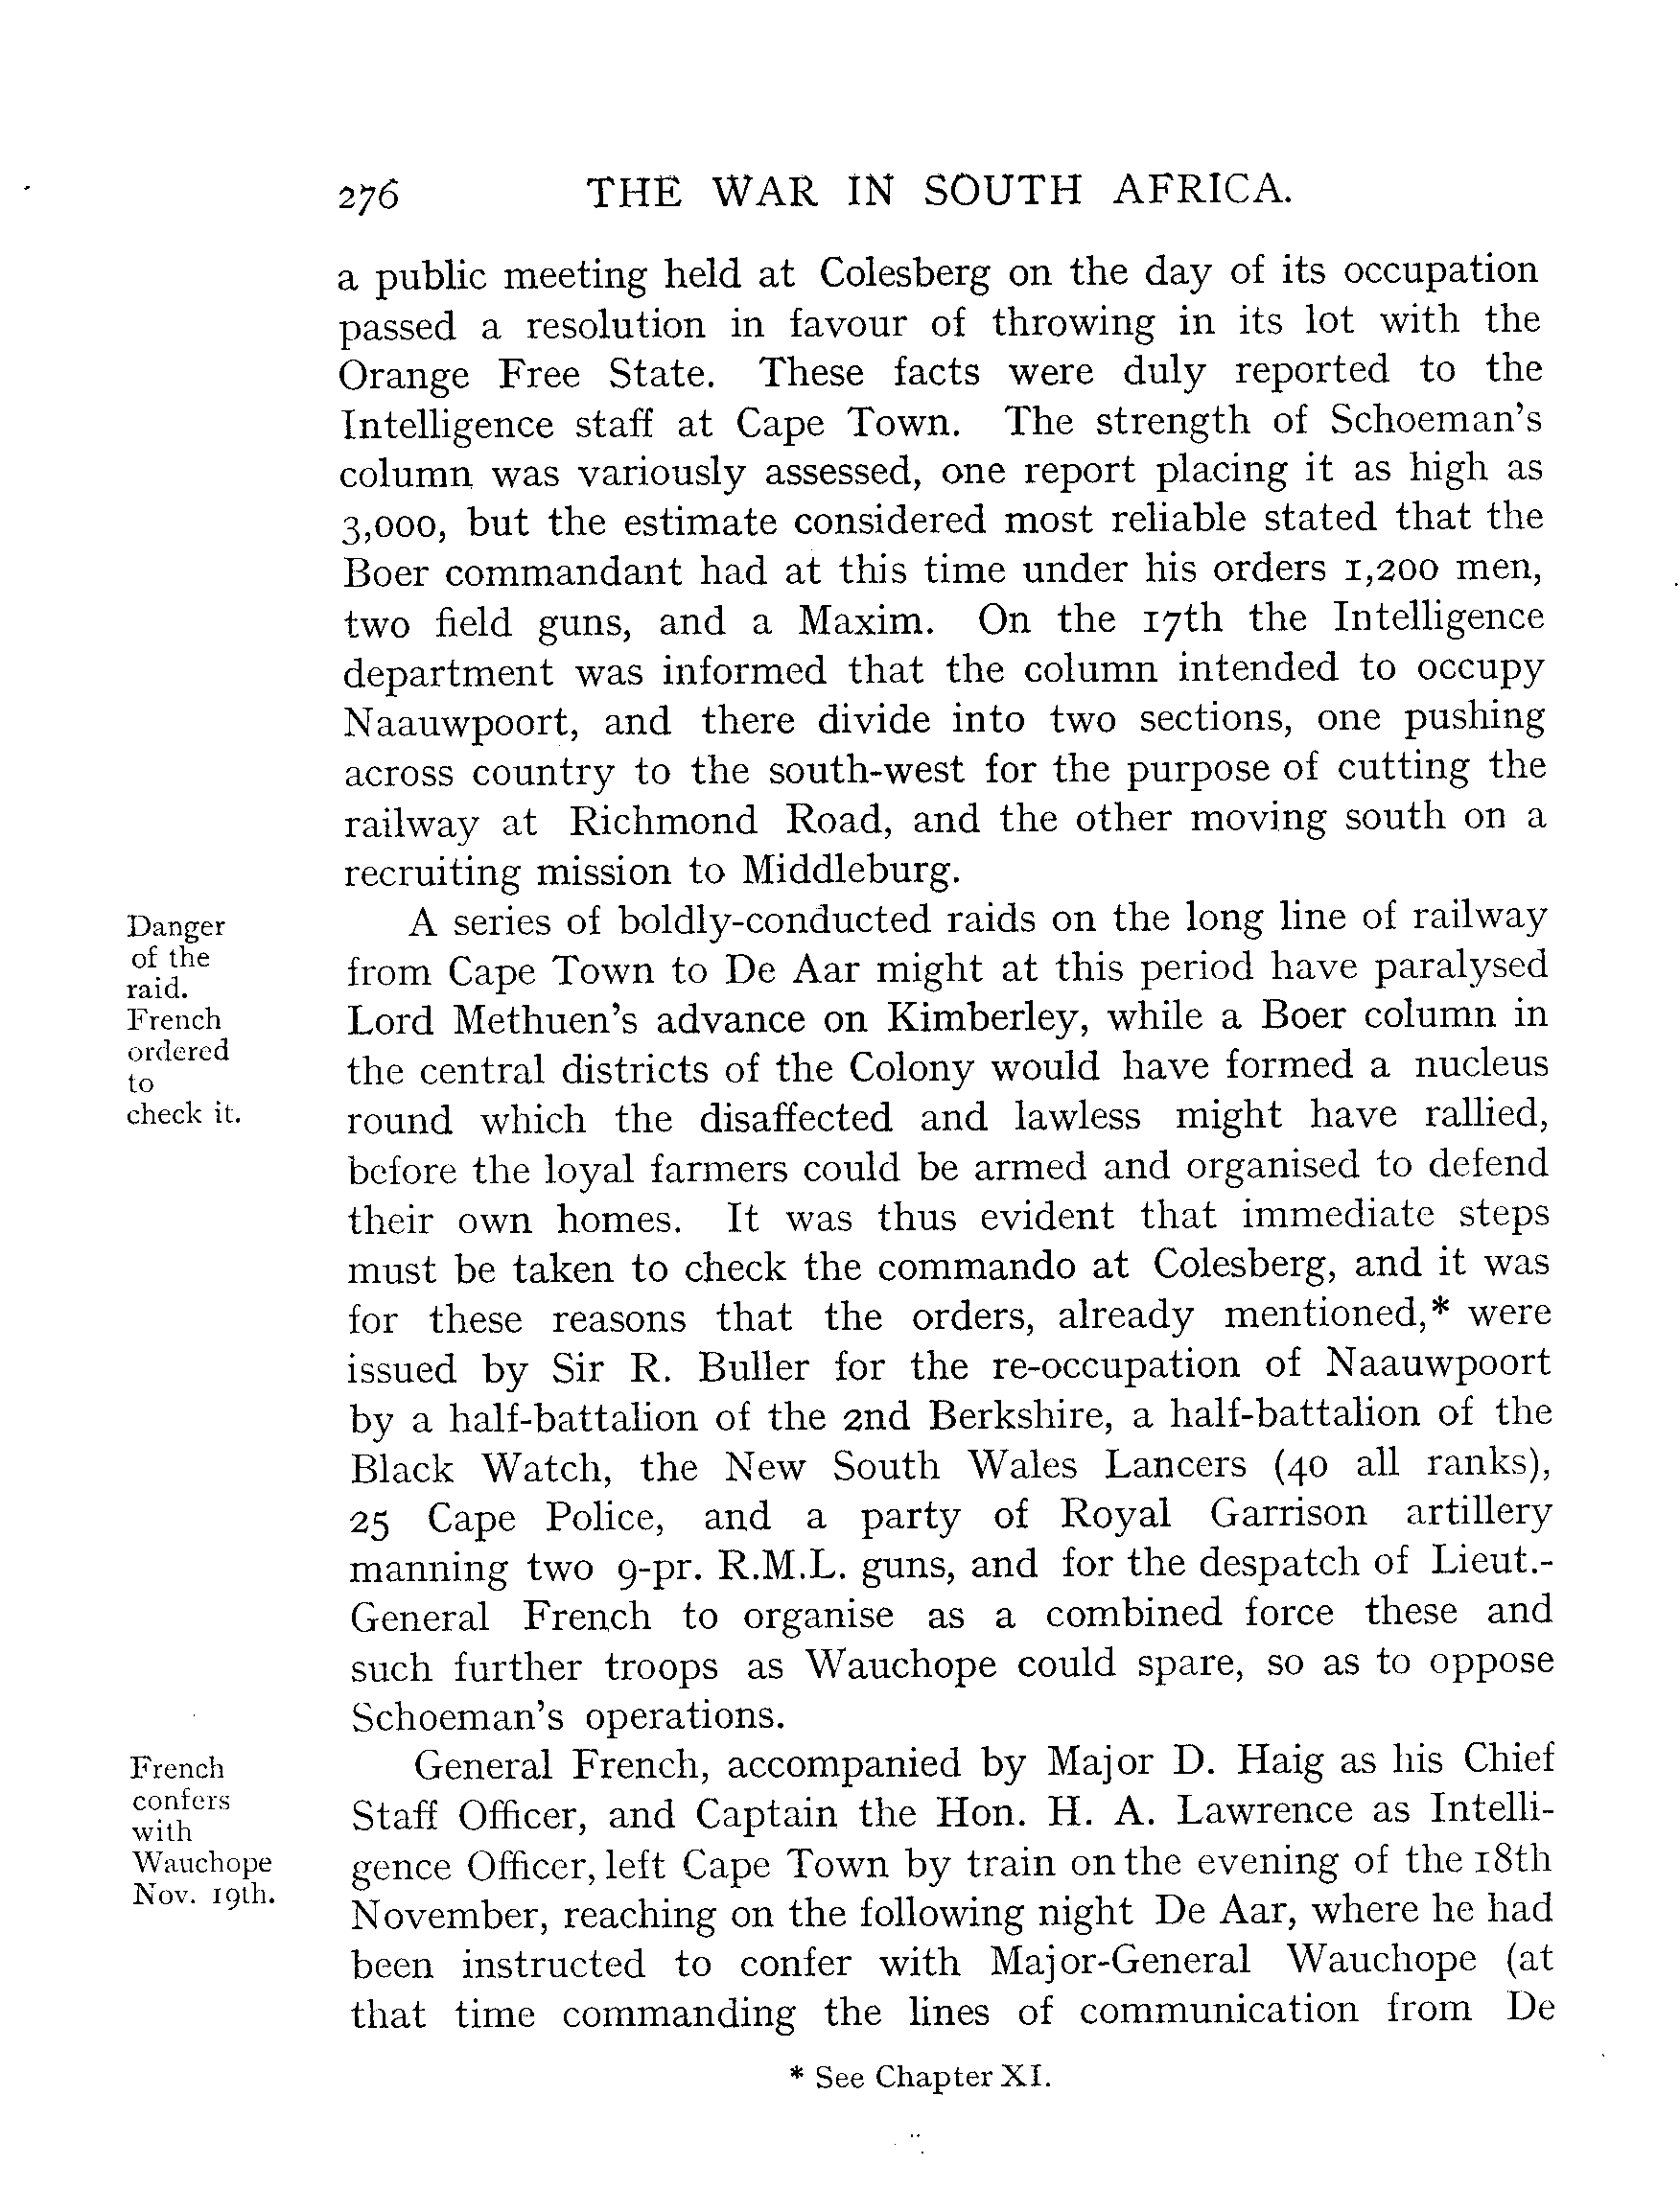 276 THE WAR IN SOUTH AFRICA.
a public meeting held at Colesberg on the day of its occupation
passed a resolution in favour of throwing in its lot with the
Orange Free State. These facts were duly reported to the
Intelligence staff at Cape Town. The strength of Schoeman's
column was variously assessed, one report placing it as high as
3,000, but the estimate considered most reliable stated that the
Boer commandant had at this time under his orders 1,200 men,
two field guns, and a Maxim. On the 17th the Intelligence
department was informed that the column intended to occupy
Naauwpoort, and there divide into two sections, one pushing
across country to the south-west for the purpose of cutting the
railway at Richmond Road, and the other moving south on a
recruiting mission to Middleburg.
Danger
of the
raid.
French
ordered
to
check it.
A series of boldly-conducted raids on the long line of railway
from Cape Town to De Aar might at this period have paralysed
Lord Methuen's advance on Kimberley, while a Boer column in
the central districts of the Colony would have formed a nucleus
round which the disaffected and lawless might have rallied,
before the loyal farmers could be armed and organised to defend
their own homes. It was thus evident that immediate steps
must be taken to check the commando at Colesberg, and it was
for these reasons that the orders, already mentioned,* were
issued by Sir R. Buller for the re-occupation of Naauwpoort
by a half-battalion of the 2nd Berkshire, a half-battalion of the
Black Watch, the New South Wales Lancers (40 all ranks),
25 Cape Police, and a party of Royal Garrison artillery
manning two 9-pr. R.M.L. guns, and for the despatch of Lieut.-
General French to organise as a combined force these and
such further troops as Wauchope could spare, so as to oppose
Schoeman's operations.
French
confers
with
Wauchope
Nov. 19th.
General French, accompanied by Major D. Haig as his Chief
Staff Officer, and Captain the Hon. H. A. Lawrence as Intelli-
gence Officer, left Cape Town by train on the evening of the 18th
November, reaching on the following night De Aar, where he had
been instructed to confer with Major-General Wauchope (at
that time commanding the lines of communication from De
* See Chapter XI.